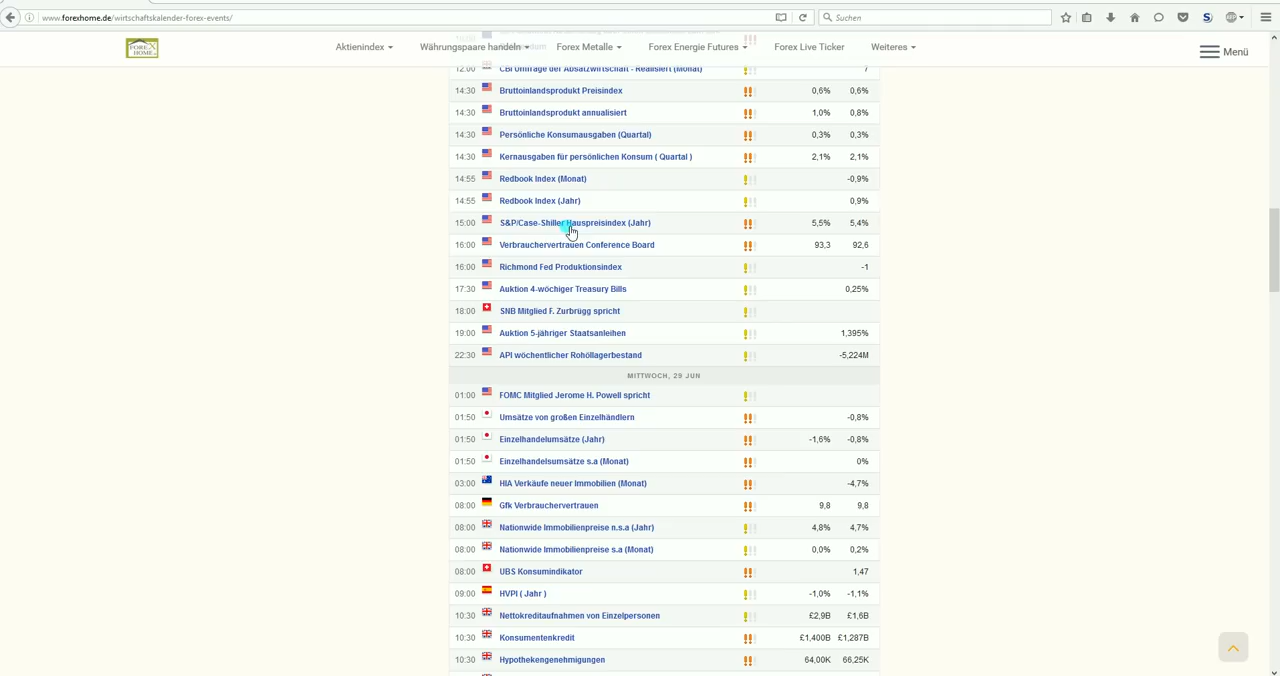 www.forexhome.de/wirtschaftskalender-forex-events/
Suchen
FOREX HOME
Aktienindex Währungspaare handeln Forex Metalle Forex Energie Futures Forex Live Ticker Weiteres Menü
12:00 CBI Umfrage der Absatzwirtschaft - Realisiert (Monat) 7
14:30 Bruttoinlandsprodukt Preisindex 0,6% 0,6%
14:30 Bruttoinlandsprodukt annualisiert 1,0% 0,8%
14:30 Persönliche Konsumausgaben (Quartal) 0,3% 0,3%
14:30 Kernausgaben für persönlichen Konsum ( Quartal ) 2,1% 2,1%
14:55 Redbook Index (Monat) -0,9%
14:55 Redbook Index (Jahr) 0,9%
15:00 S&P/Case-Shiller Hauspreisindex (Jahr) 5,5% 5,4%
16:00 Verbrauchervertrauen Conference Board 93,3 92,6
16:00 Richmond Fed Produktionsindex -1
17:30 Auktion 4-wöchiger Treasury Bills 0,25%
18:00 SNB Mitglied F. Zurbrügg spricht
19:00 Auktion 5-jähriger Staatsanleihen 1,395%
22:30 API wöchentlicher Rohöllagerbestand -5,224M
MITTWOCH, 29 JUN
01:00 FOMC Mitglied Jerome H. Powell spricht
01:50 Umsätze von großen Einzelhändlern -0,8%
01:50 Einzelhandelumsätze (Jahr) -1,6% -0,8%
01:50 Einzelhandelsumsätze s.a (Monat) 0%
03:00 HIA Verkäufe neuer Immobilien (Monat) -4,7%
08:00 Gfk Verbrauchervertrauen 9,8 9,8
08:00 Nationwide Immobilienpreise n.s.a (Jahr) 4,8% 4,7%
08:00 Nationwide Immobilienpreise s.a (Monat) 0,0% 0,2%
08:00 UBS Konsumindikator 1,47
09:00 HVPI ( Jahr ) -1,0% -1,1%
10:30 Nettokreditaufnahmen von Einzelpersonen £2,9B £1,6B
10:30 Konsumentenkredit £1,400B £1,287B
10:30 Hypothekengenehmigungen 64,00K 66,25K